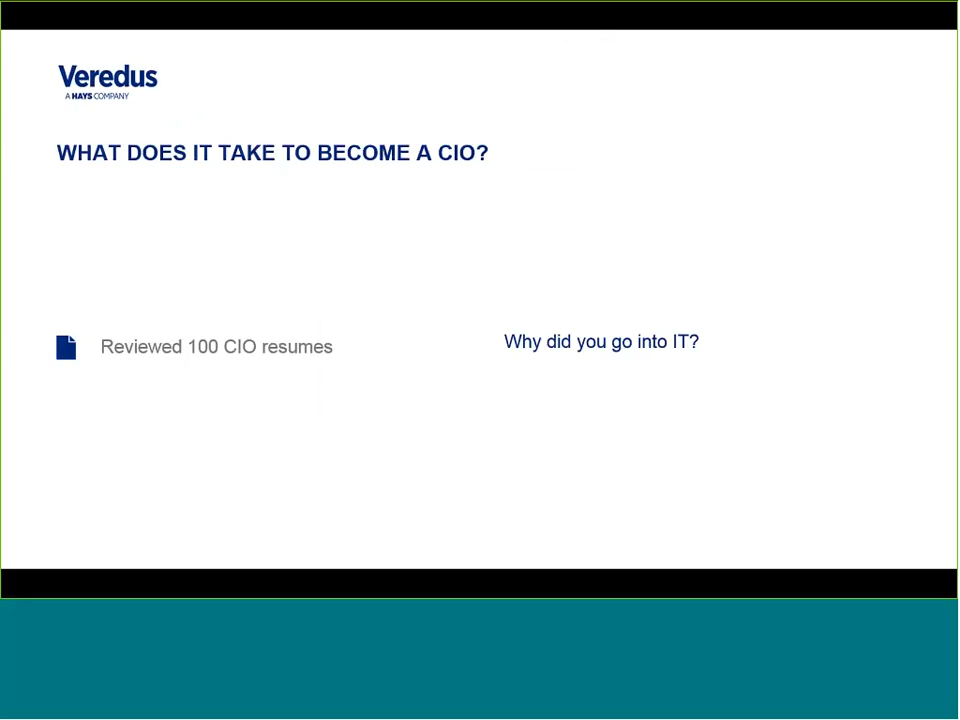 Veredus
A HAYS COMPANY
WHAT DOES IT TAKE TO BECOME A CIO?
Reviewed 100 CIO resumes
Why did you go into IT?